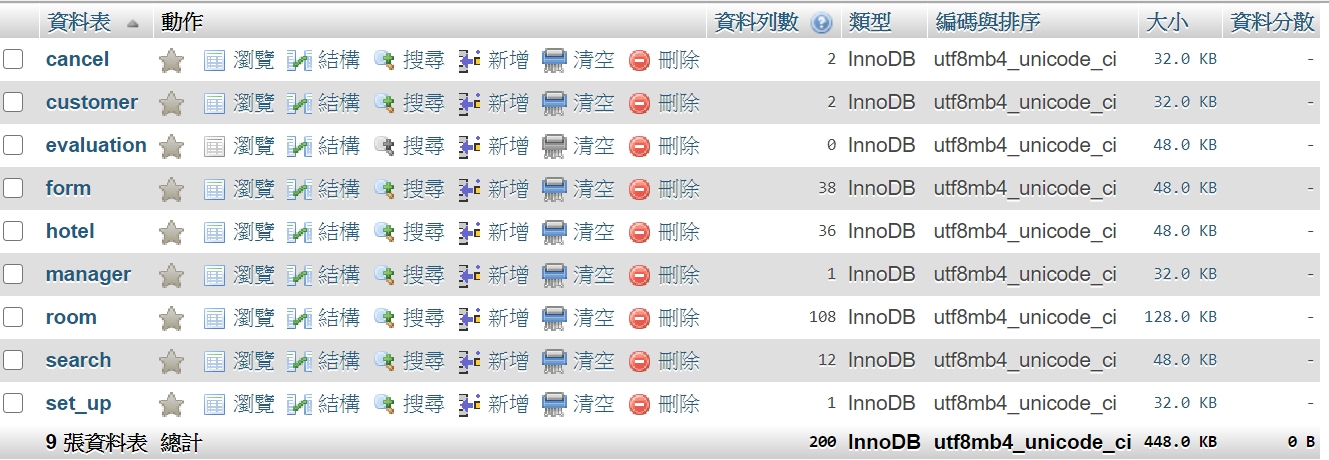 資料表 動作 資料列數 類型 編碼與排序 大小 資料分散
cancel 瀏覽 結構 搜尋 新增 清空 刪除 2 InnoDB utf8mb4_unicode_ci 32.0 KB -
customer 瀏覽 結構 搜尋 新增 清空 刪除 2 InnoDB utf8mb4_unicode_ci 32.0 KB -
evaluation 瀏覽 結構 搜尋 新增 清空 刪除 0 InnoDB utf8mb4_unicode_ci 48.0 KB -
form 瀏覽 結構 搜尋 新增 清空 刪除 38 InnoDB utf8mb4_unicode_ci 48.0 KB -
hotel 瀏覽 結構 搜尋 新增 清空 刪除 36 InnoDB utf8mb4_unicode_ci 48.0 KB -
manager 瀏覽 結構 搜尋 新增 清空 刪除 1 InnoDB utf8mb4_unicode_ci 32.0 KB -
room 瀏覽 結構 搜尋 新增 清空 刪除 108 InnoDB utf8mb4_unicode_ci 128.0 KB -
search 瀏覽 結構 搜尋 新增 清空 刪除 12 InnoDB utf8mb4_unicode_ci 48.0 KB -
set_up 瀏覽 結構 搜尋 新增 清空 刪除 1 InnoDB utf8mb4_unicode_ci 32.0 KB -
9 張資料表 總計 200 InnoDB utf8mb4_unicode_ci 448.0 KB 0 B